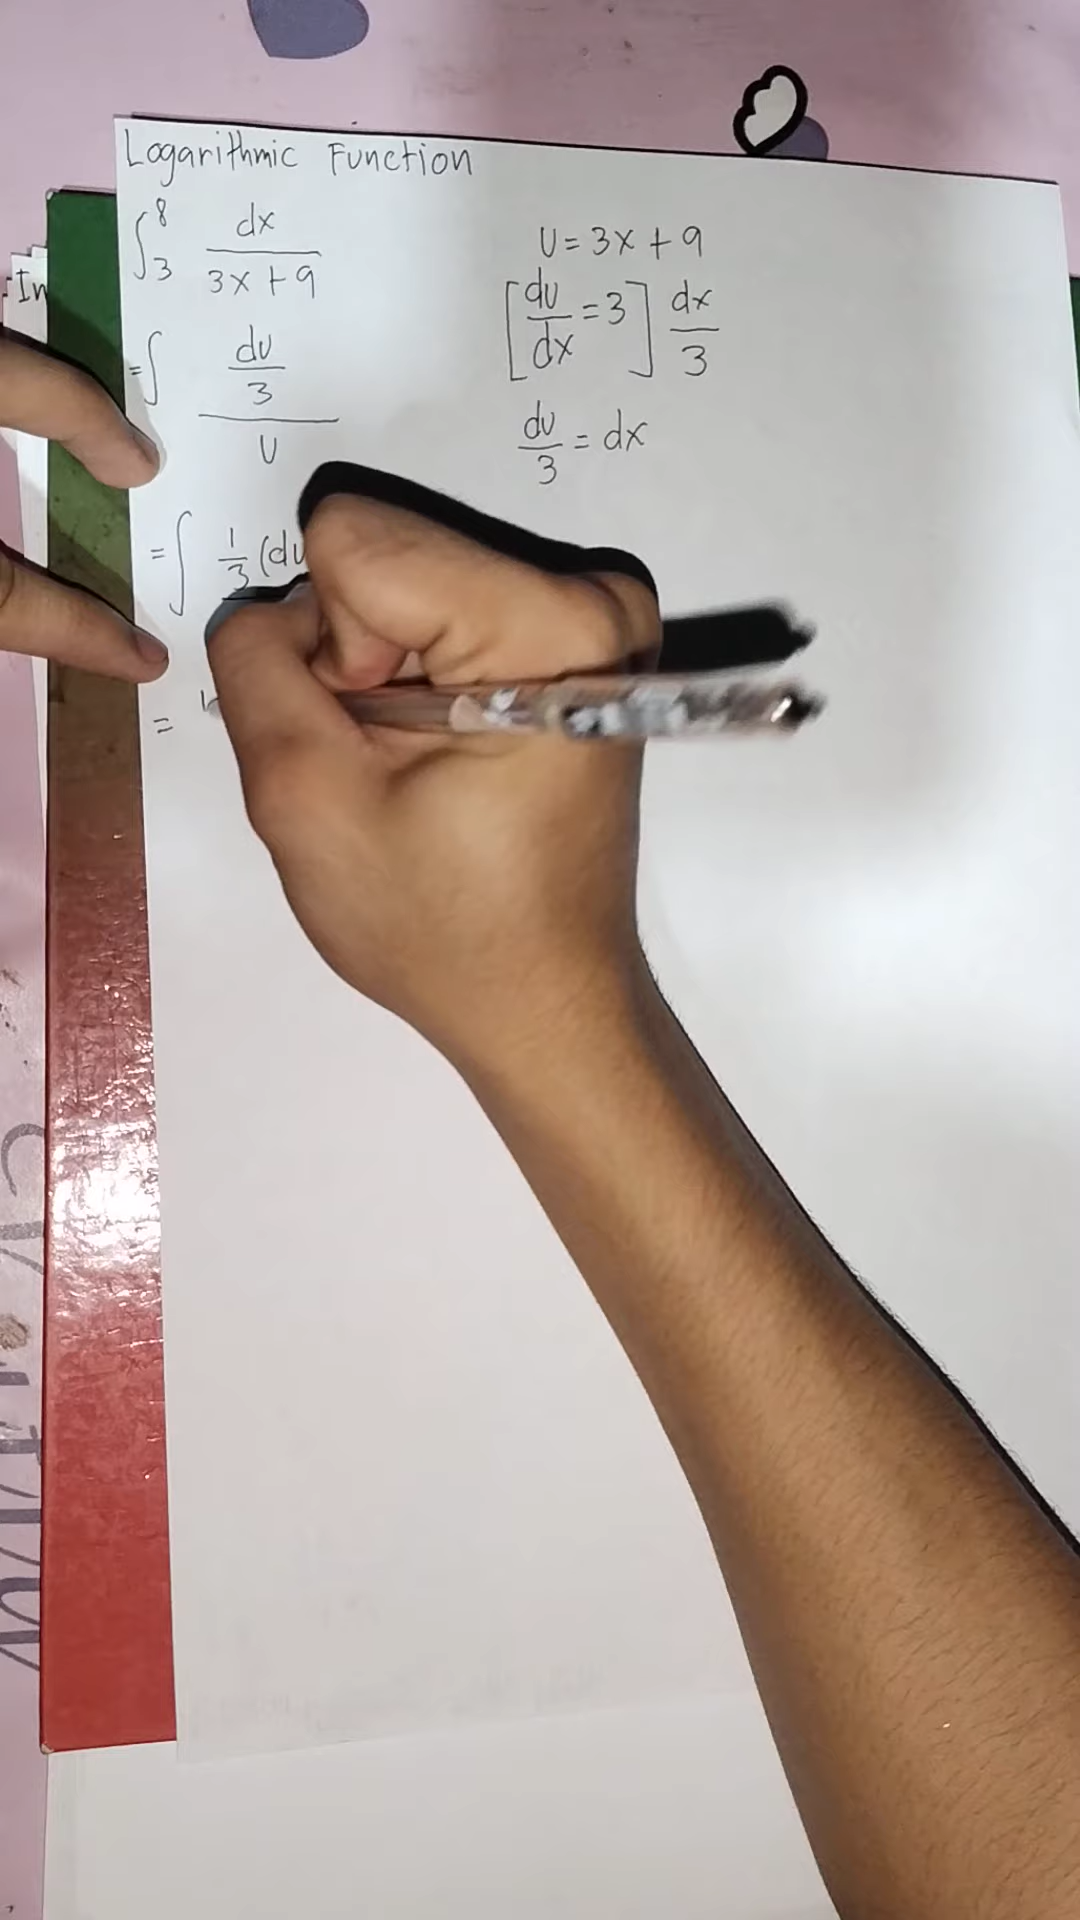 Logarithmic Function
∫₃⁸ dx / 3x + 9
U = 3x + 9
[du/dx = 3] dx/3
= ∫ du/3 / U
du/3 = dx
= ∫ 1/3 (du
=
In